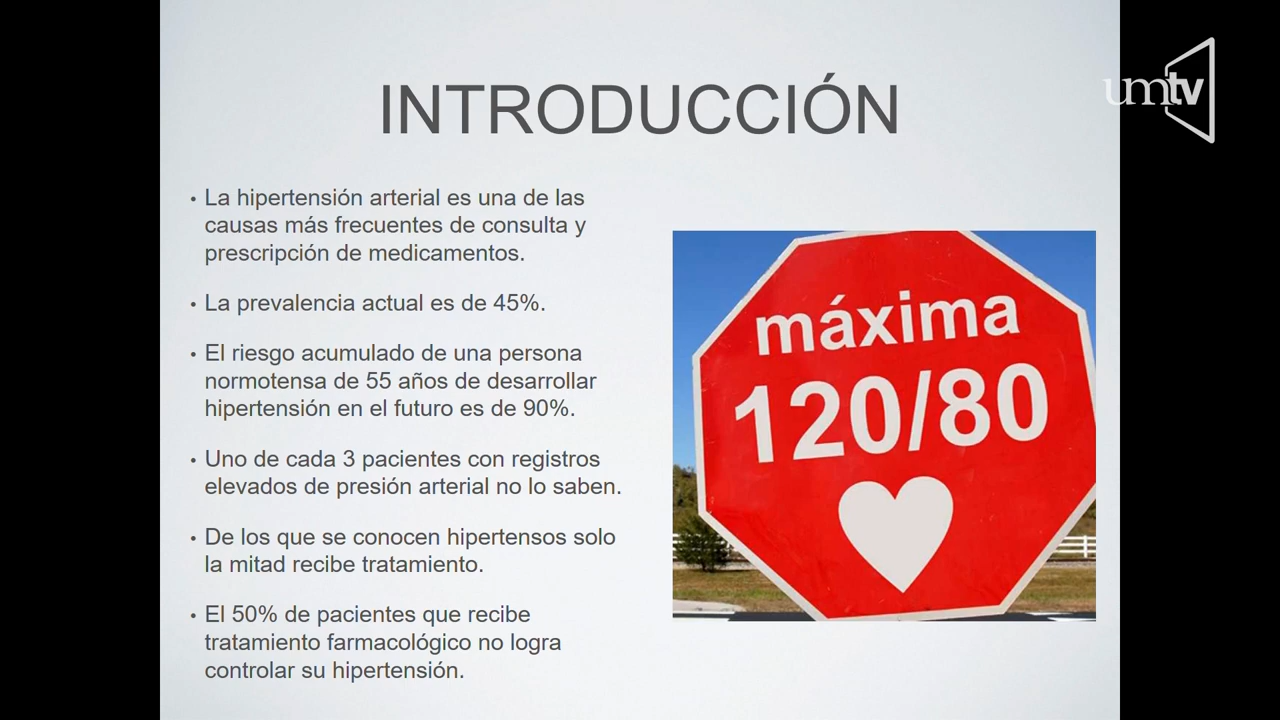 INTRODUCCIÓN
umtv
• La hipertensión arterial es una de las
causas más frecuentes de consulta y
prescripción de medicamentos.
• La prevalencia actual es de 45%.
• El riesgo acumulado de una persona
normotensa de 55 años de desarrollar
hipertensión en el futuro es de 90%.
• Uno de cada 3 pacientes con registros
elevados de presión arterial no lo saben.
• De los que se conocen hipertensos solo
la mitad recibe tratamiento.
• El 50% de pacientes que recibe
tratamiento farmacológico no logra
controlar su hipertensión.
máxima
120/80